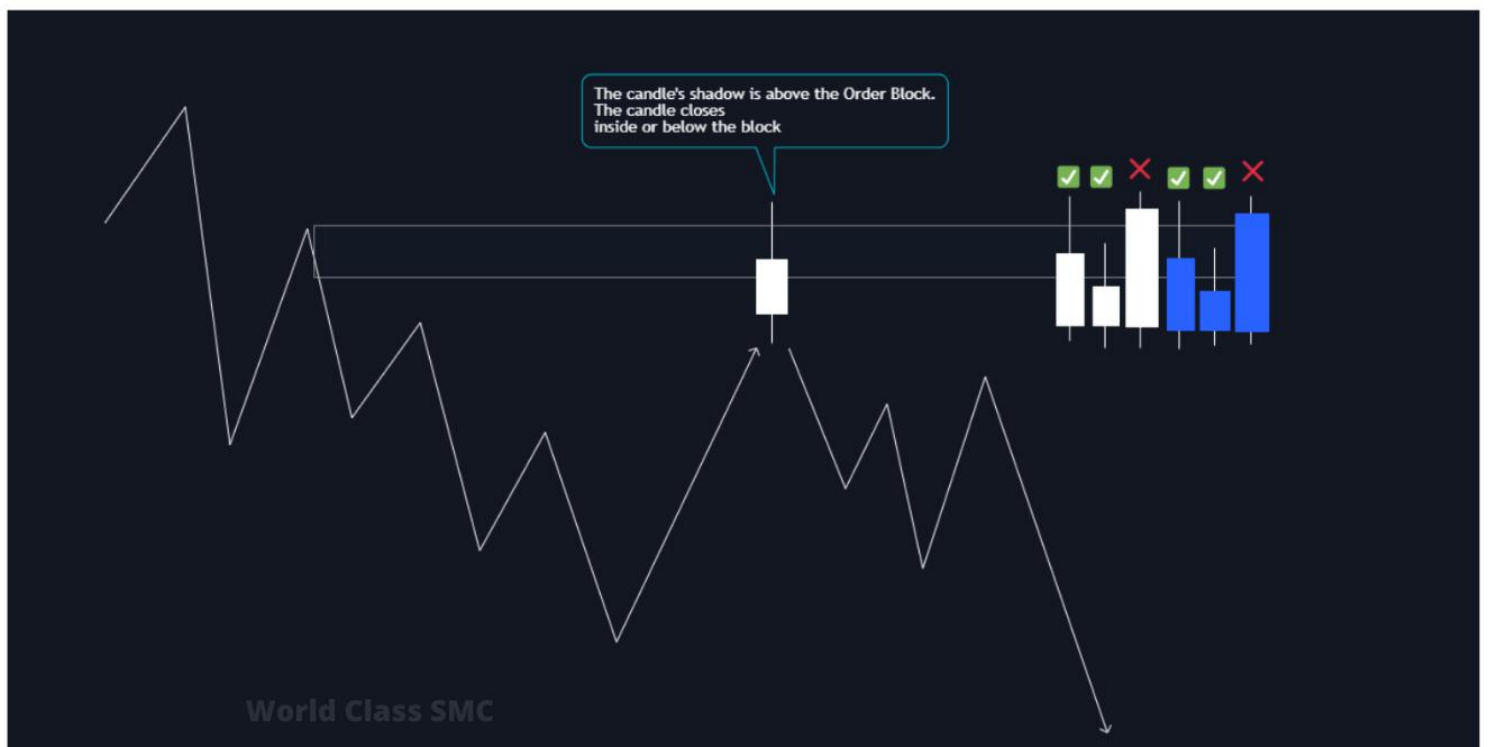 The candle's shadow is above the Order Block.
The candle closes
inside or below the block
World Class SMC